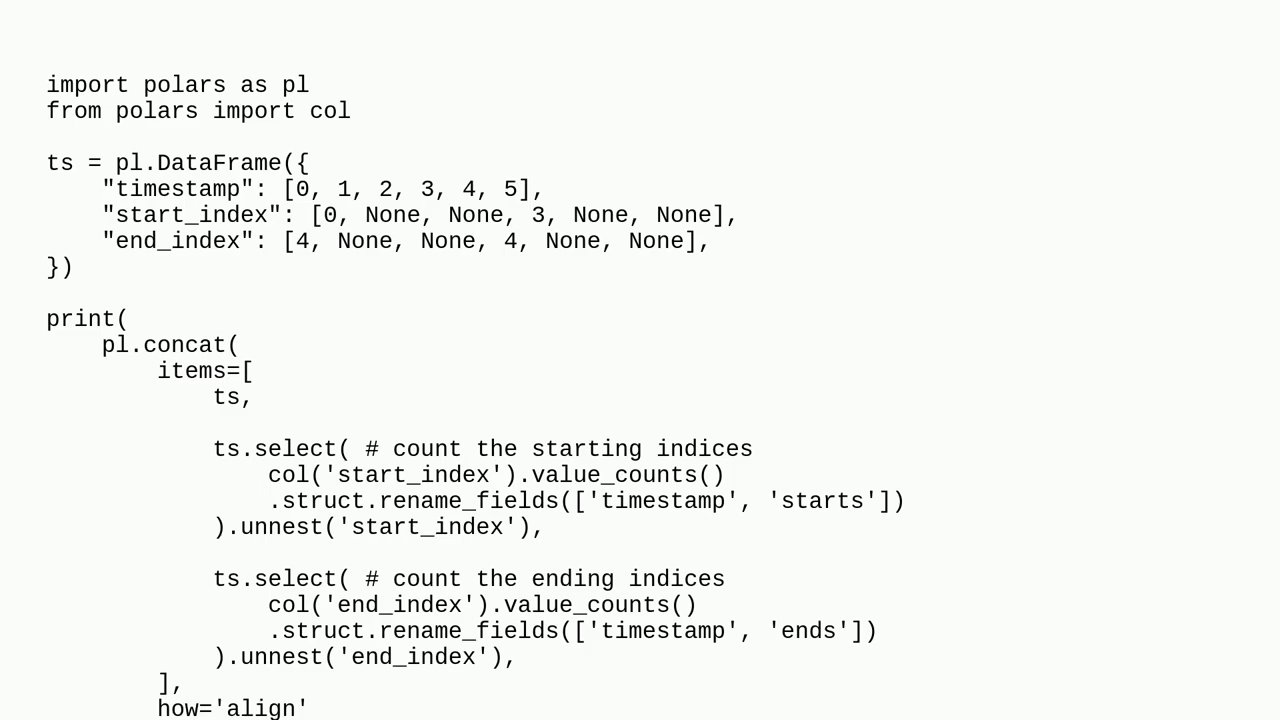 import polars as pl
from polars import col
ts = pl.DataFrame({
    "timestamp": [0, 1, 2, 3, 4, 5],
    "start_index": [0, None, None, 3, None, None],
    "end_index": [4, None, None, 4, None, None],
})
print(
    pl.concat(
        items=[
            ts,
            ts.select( # count the starting indices
                col('start_index').value_counts()
                .struct.rename_fields(['timestamp', 'starts'])
            ).unnest('start_index'),
            ts.select( # count the ending indices
                col('end_index').value_counts()
                .struct.rename_fields(['timestamp', 'ends'])
            ).unnest('end_index'),
        ],
        how='align'